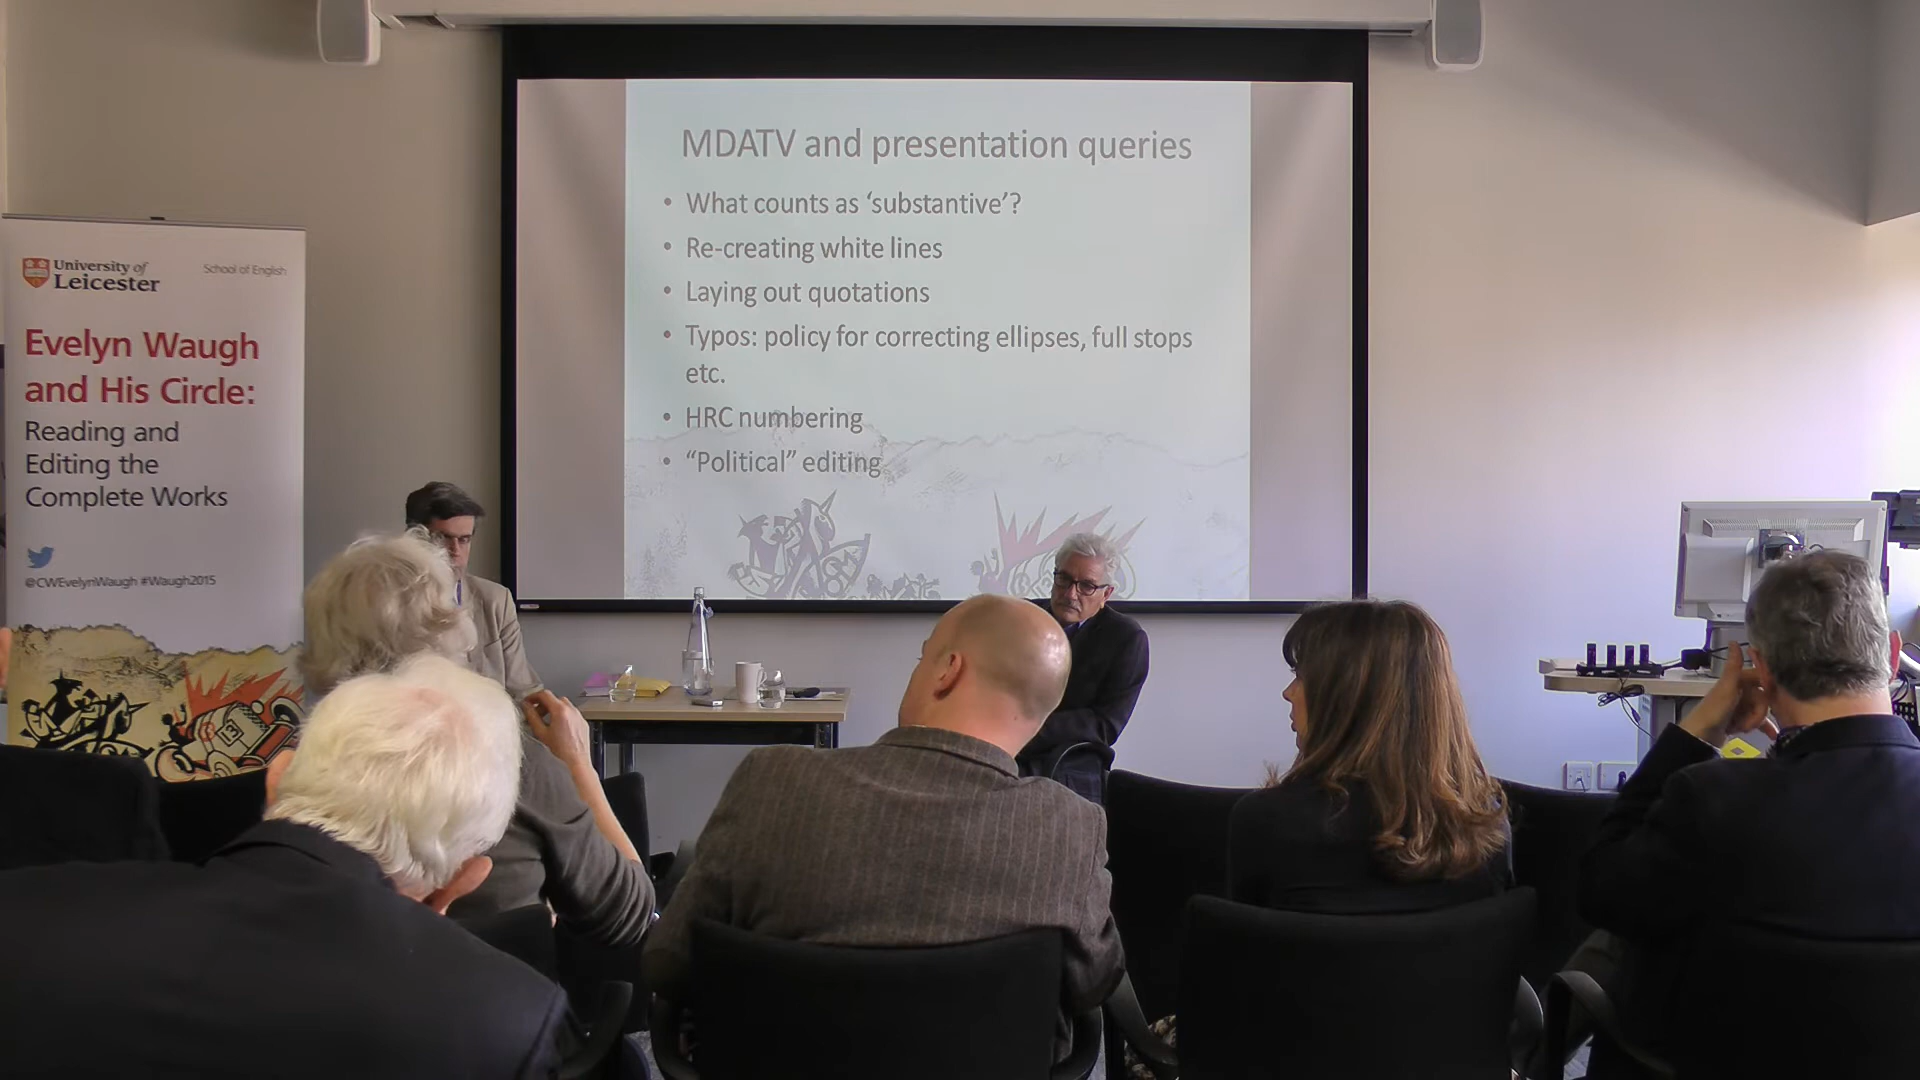 MDATV and presentation queries
• What counts as ‘substantive’?
• Re-creating white lines
• Laying out quotations
• Typos: policy for correcting ellipses, full stops
etc.
• HRC numbering
• “Political” editing
University of
Leicester
School of English
Evelyn Waugh
and His Circle:
Reading and
Editing the
Complete Works
@CWEvelynWaugh #Waugh2015
13